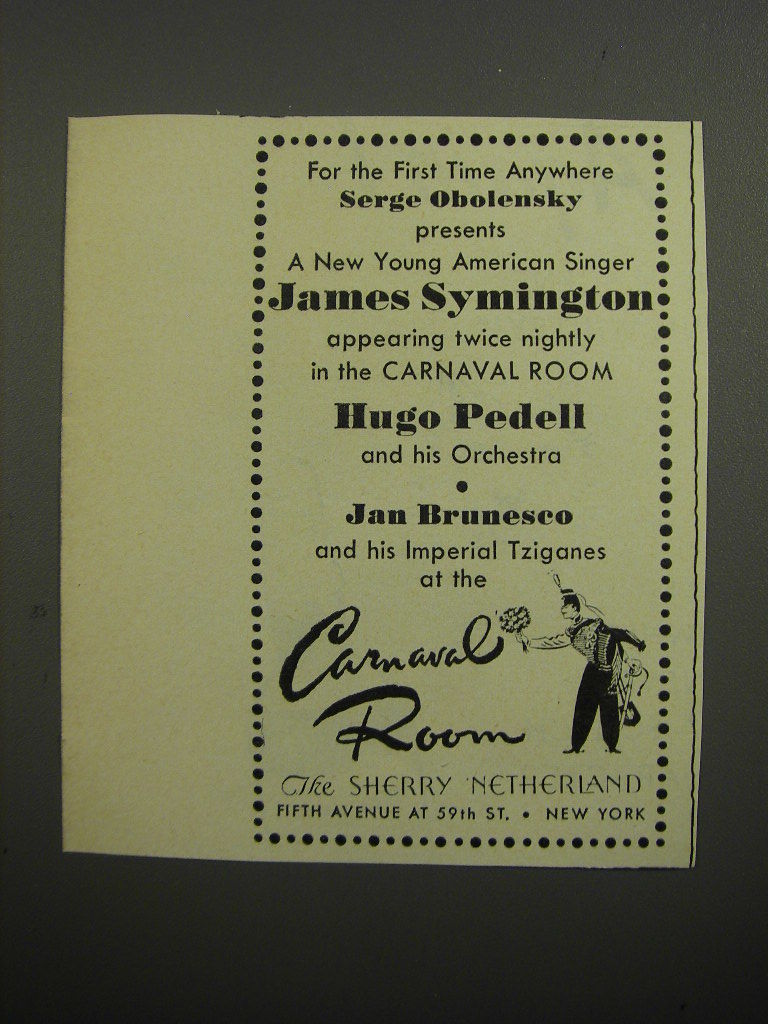 For the First Time Anywhere
Serge Obolensky
presents
A New Young American Singer
James Symington
appearing twice nightly
in the CARNAVAL ROOM
Hugo Pedell
and his Orchestra
•
Jan Brunesco
and his Imperial Tziganes
at the
Carnaval
Room
The SHERRY NETHERLAND
FIFTH AVENUE AT 59th ST. • NEW YORK